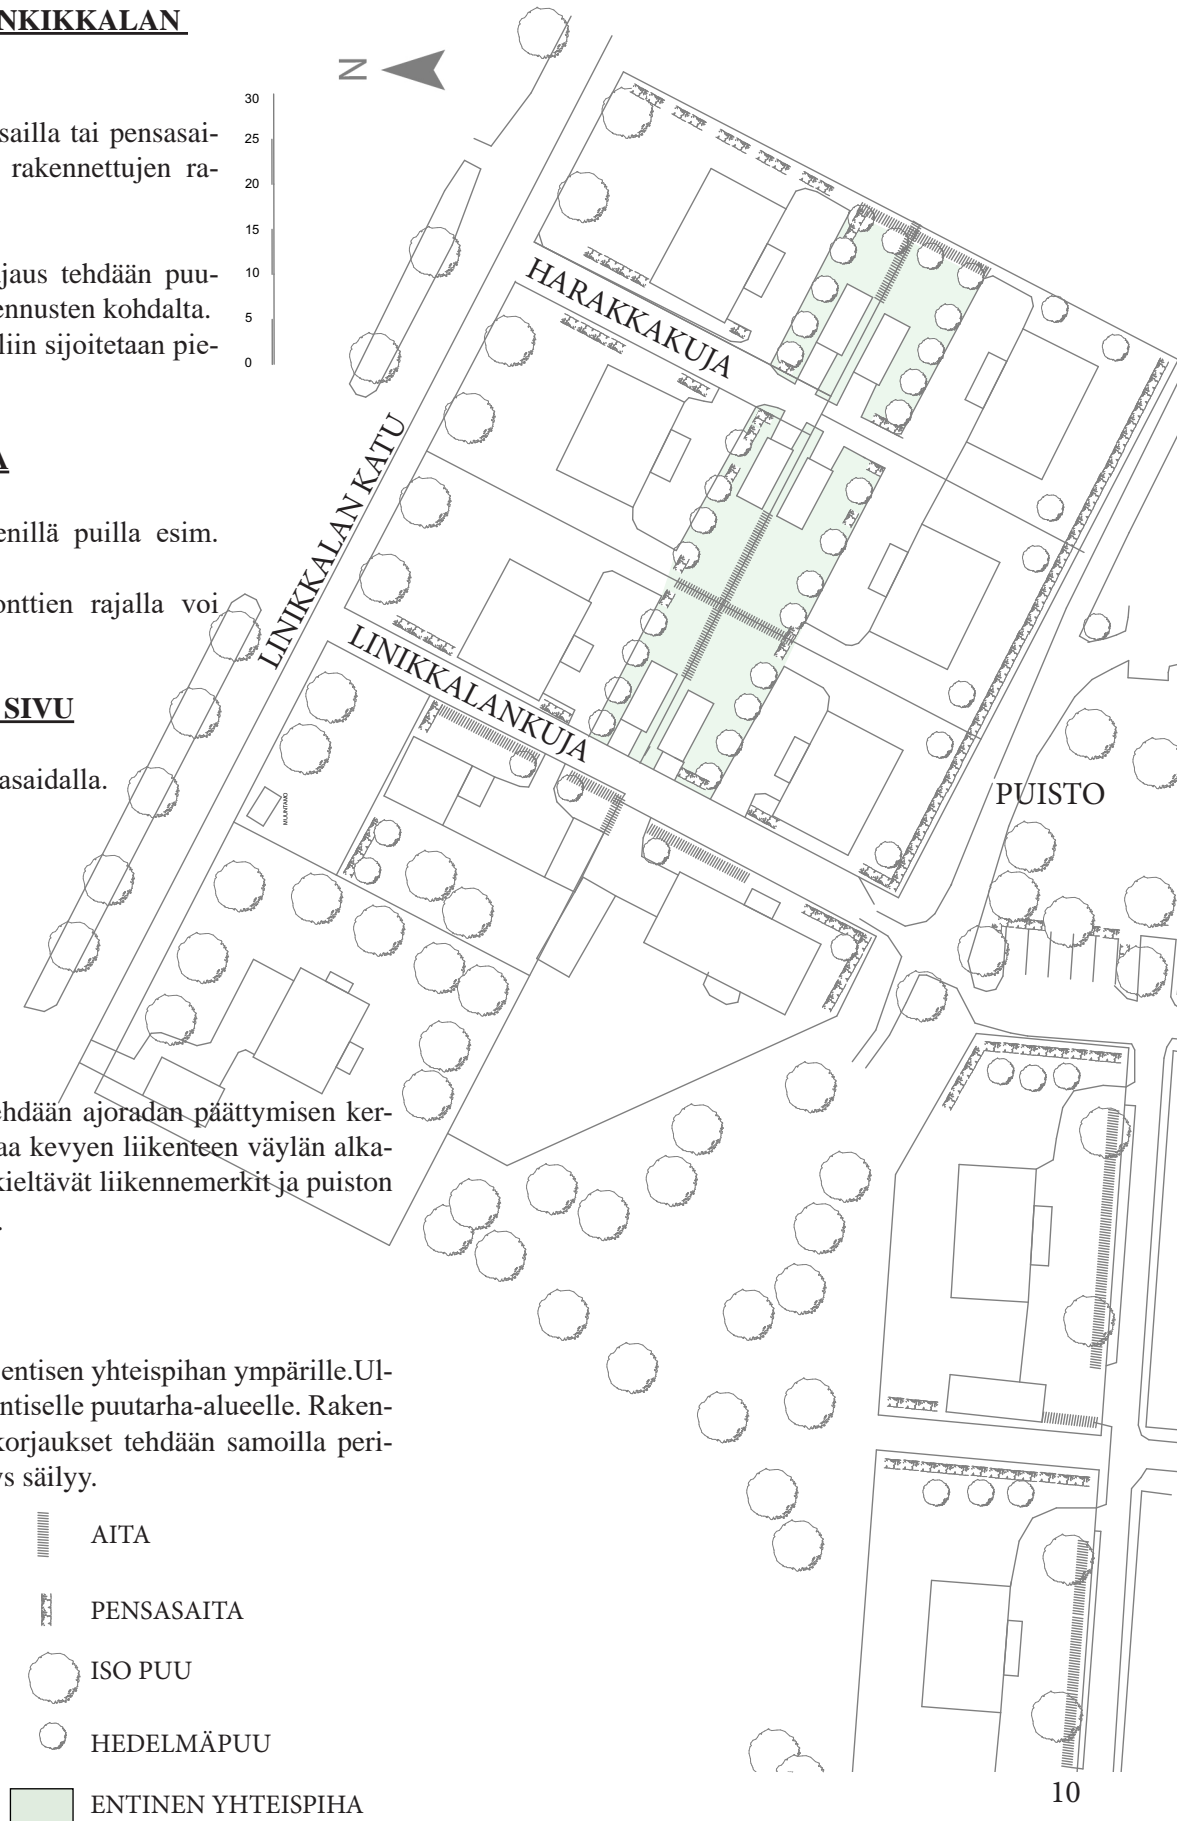 NKIKKALAN
N
30
25
20
15
10
5
0
sailla tai pensasai-
rakennettujen ra-
jaus tehdään puu-
ennusten kohdalta.
liin sijoitetaan pie-
A
enillä puilla esim.
onttien rajalla voi
SIVU
asaidalla.
HARAKKAKUJA
LINIKKALAN KATU
LINIKKALANKUJA
MUUNTAMO
PUISTO
ehdään ajoradan päättymisen ker-
aa kevyen liikenteen väylän alka-
kieltävät liikennemerkit ja puiston
.
entisen yhteispihan ympärille.Ul-
ntiselle puutarha-alueelle. Raken-
korjaukset tehdään samoilla peri-
ys säilyy.
AITA
PENSASAITA
ISO PUU
HEDELMÄPUU
ENTINEN YHTEISPIHA
10